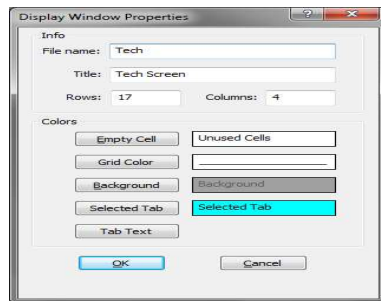 Display Window Properties
Info
File name: Tech
Title: Tech Screen
Rows: 17 Columns: 4
Colors
Empty Cell Unused Cells
Grid Color
Background Background
Selected Tab Selected Tab
Tab Text
OK Cancel